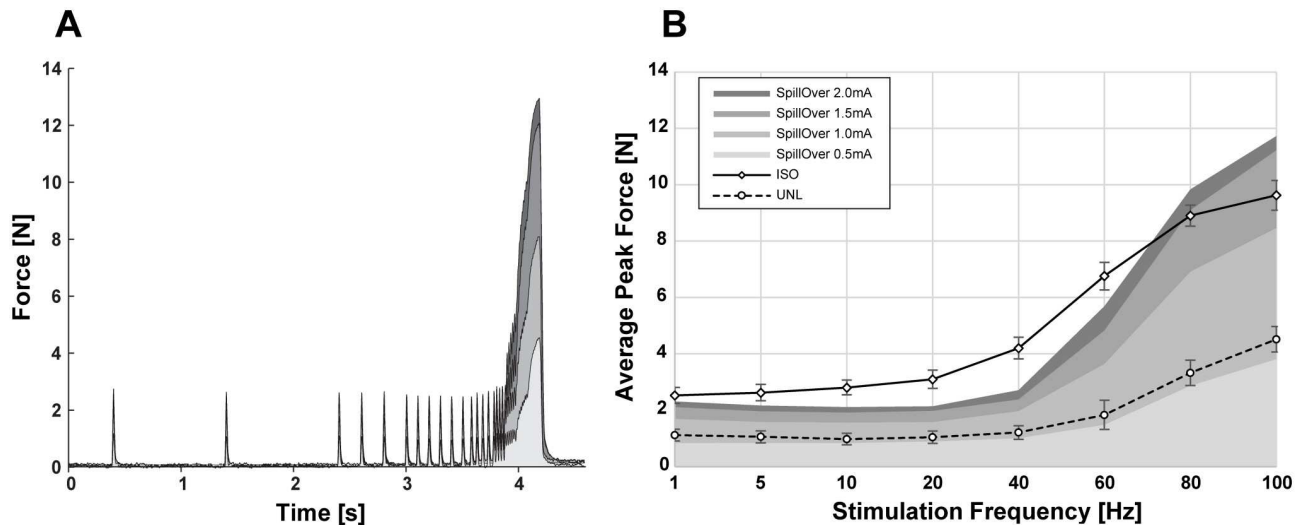 A
Force [N]
14
12
10
8
6
4
2
0
0
1
2
3
4
Time [s]
B
Average Peak Force [N]
14
12
10
8
6
4
2
0
SpillOver 2.0mA
SpillOver 1.5mA
SpillOver 1.0mA
SpillOver 0.5mA
ISO
UNL
1
5
10
20
40
60
80
100
Stimulation Frequency [Hz]